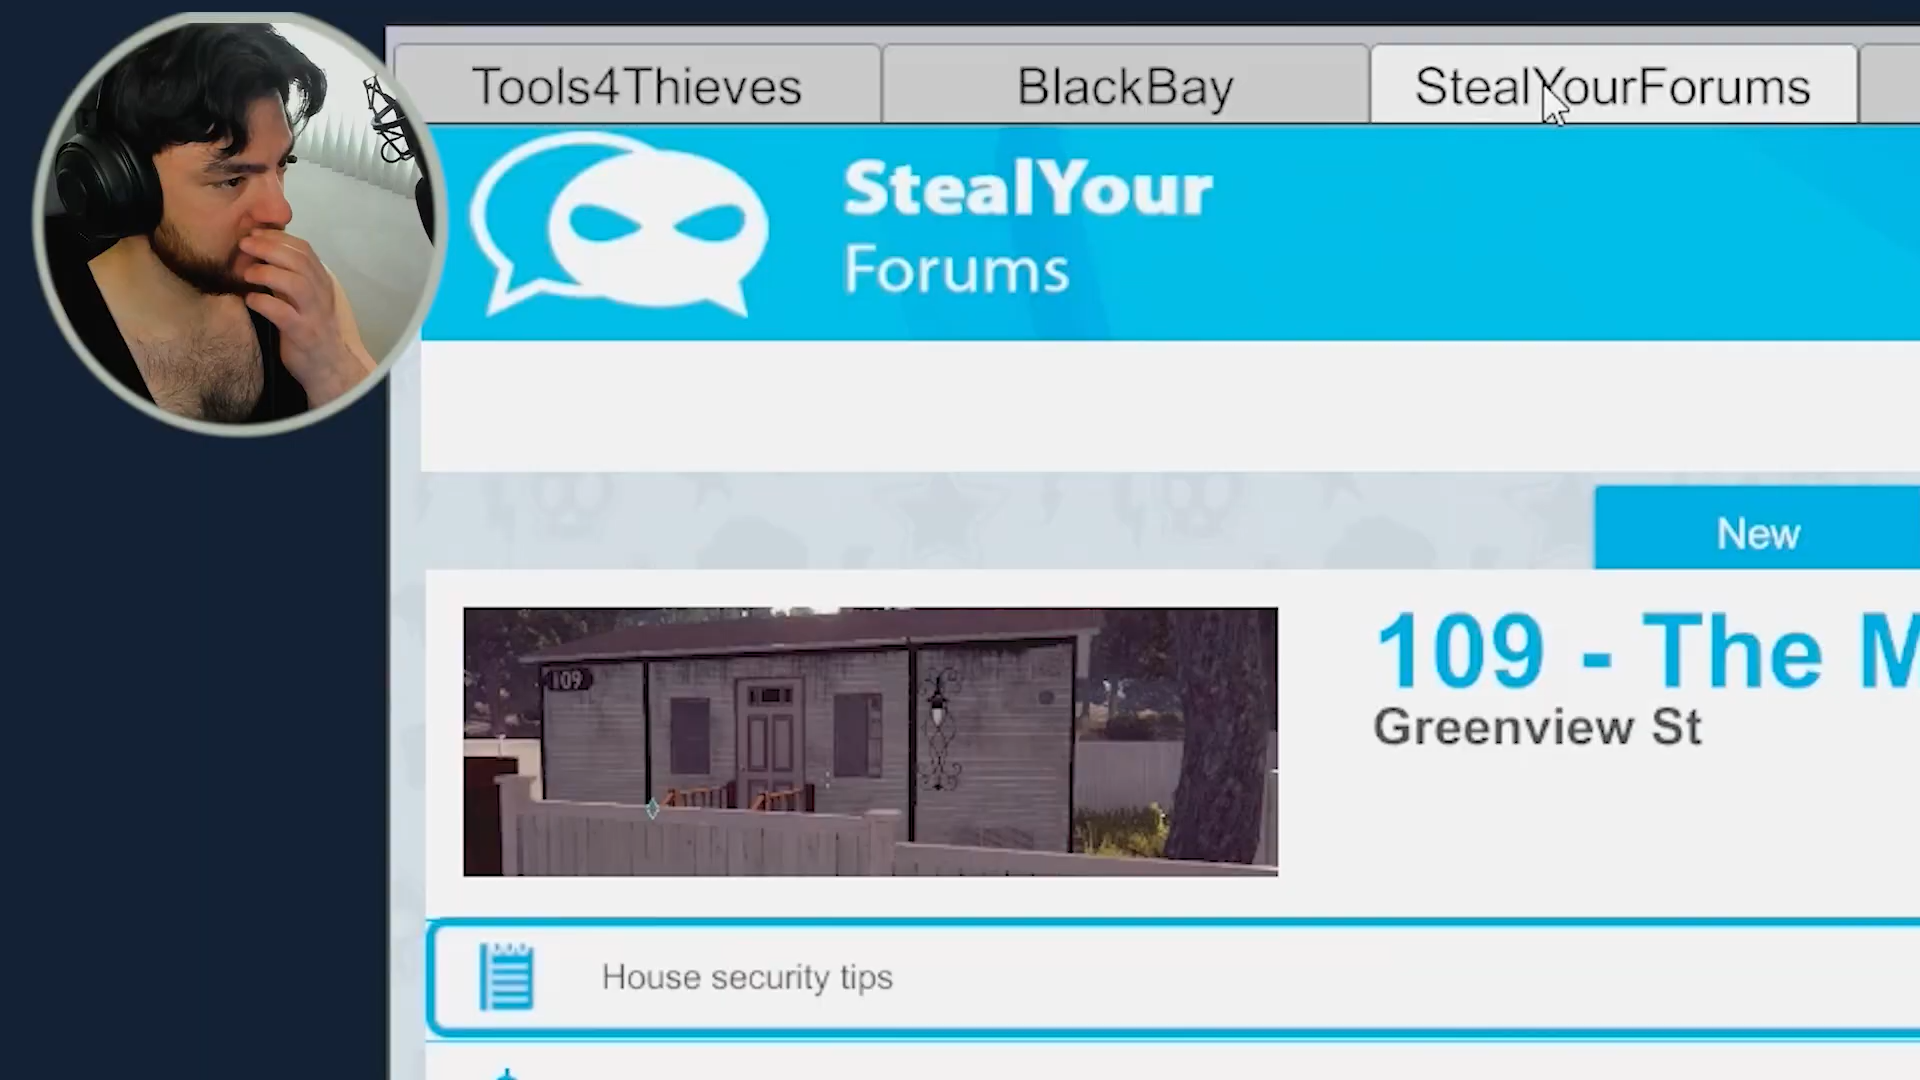 Tools4Thieves
BlackBay
StealYourForums
StealYour
Forums
New
109
109 - The M
Greenview St
House security tips